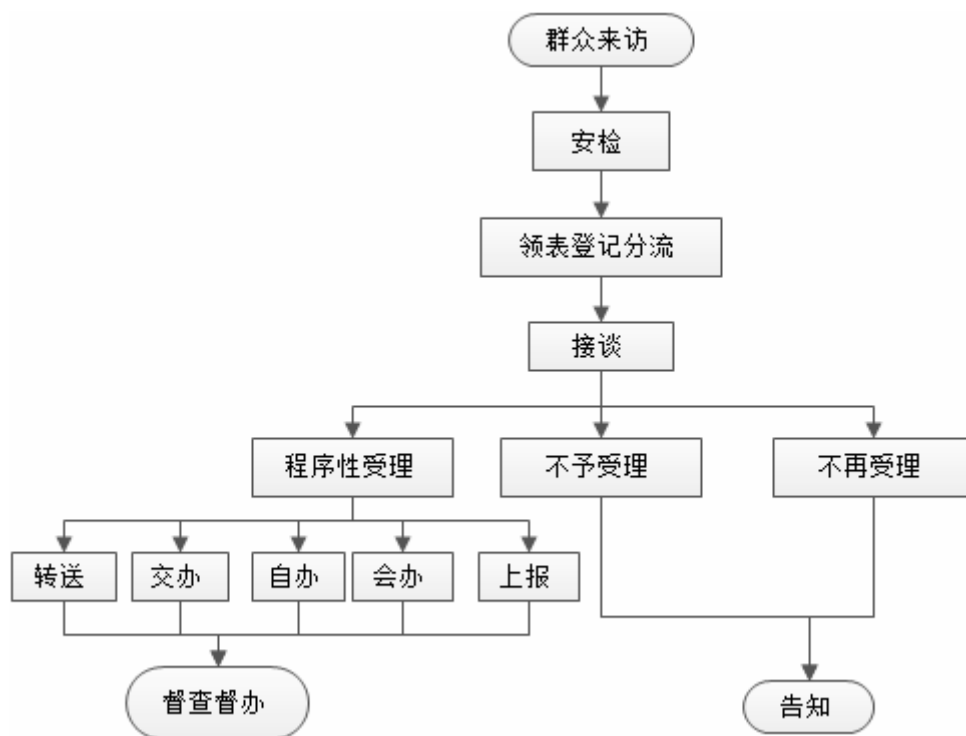 群众来访
安检
领表登记分流
接谈
程序性受理
不予受理
不再受理
转送
交办
自办
会办
上报
督查督办
告知